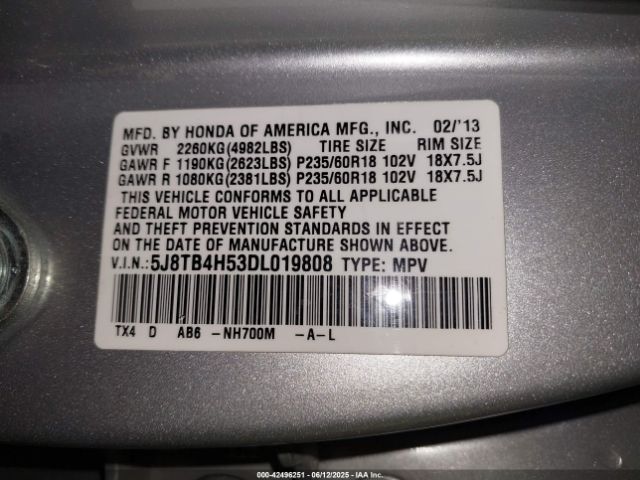 MFD. BY HONDA OF AMERICA MFG., INC. 02/'13
GVWR 2260KG(4982LBS) TIRE SIZE RIM SIZE
GAWR F 1190KG(2623LBS) P235/60R18 102V 18X7.5J
GAWR R 1080KG(2381LBS) P235/60R18 102V 18X7.5J
THIS VEHICLE CONFORMS TO ALL APPLICABLE
FEDERAL MOTOR VEHICLE SAFETY
AND THEFT PREVENTION STANDARDS IN EFFECT
ON THE DATE OF MANUFACTURE SHOWN ABOVE.
V.I.N.:5J8TB4H53DL019808 TYPE: MPV
TX4 D AB6 -NH700M -A-L
000-42496251 - 06/12/2025 - IAA Inc.